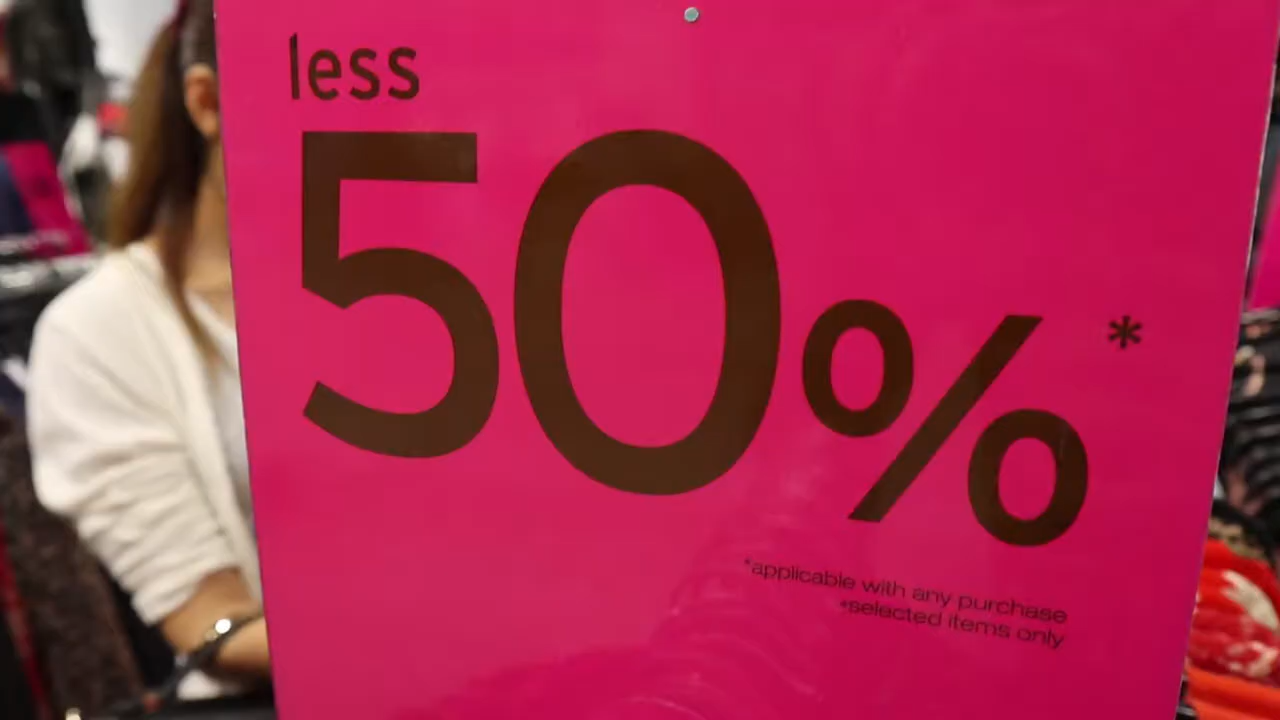 less
50%*
*applicable with any purchase
*selected items only